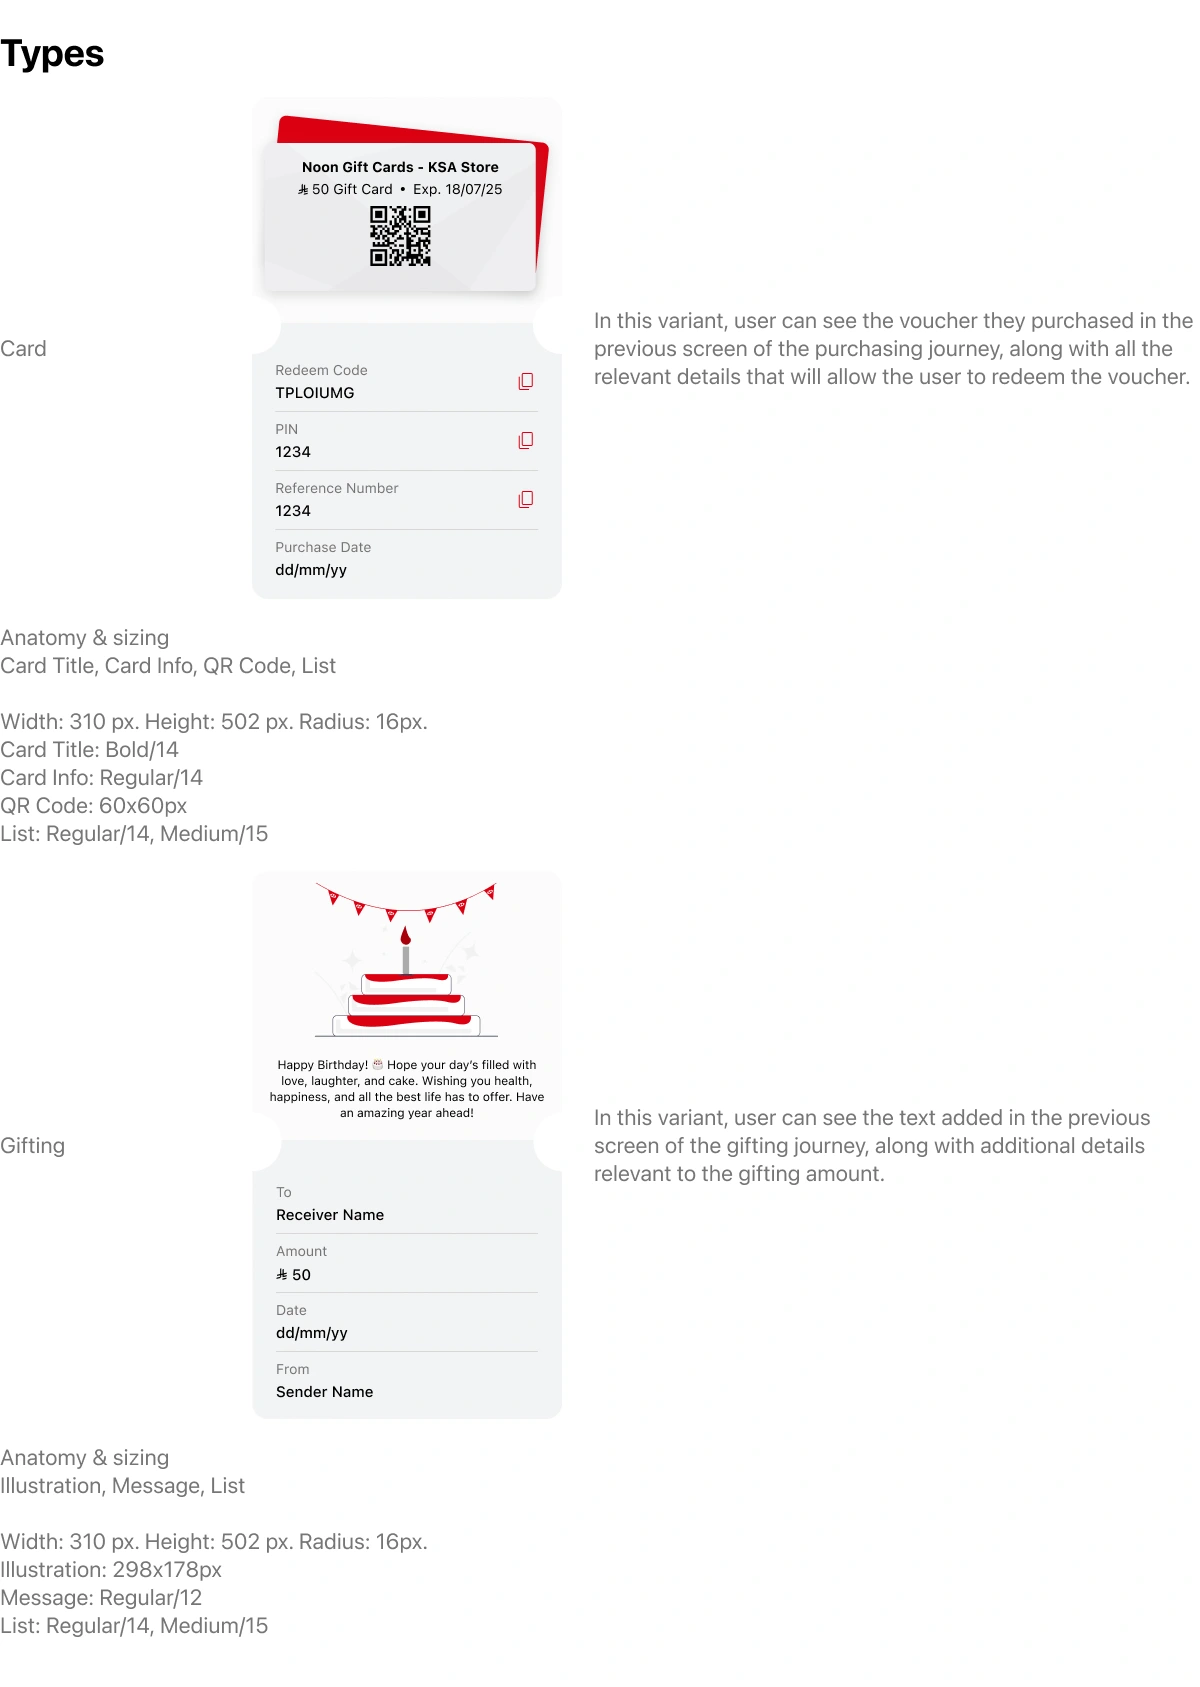 Types
Noon Gift Cards - KSA Store
⃁ 50 Gift Card • Exp. 18/07/25
Card
In this variant, user can see the voucher they purchased in the
previous screen of the purchasing journey, along with all the
relevant details that will allow the user to redeem the voucher.
Redeem Code
TPLOIUMG
PIN
1234
Reference Number
1234
Purchase Date
dd/mm/yy
Anatomy & sizing
Card Title, Card Info, QR Code, List
Width: 310 px. Height: 502 px. Radius: 16px.
Card Title: Bold/14
Card Info: Regular/14
QR Code: 60x60px
List: Regular/14, Medium/15
Happy Birthday! 🎂 Hope your day’s filled with
love, laughter, and cake. Wishing you health,
happiness, and all the best life has to offer. Have
an amazing year ahead!
Gifting
In this variant, user can see the text added in the previous
screen of the gifting journey, along with additional details
relevant to the gifting amount.
To
Receiver Name
Amount
⃁ 50
Date
dd/mm/yy
From
Sender Name
Anatomy & sizing
Illustration, Message, List
Width: 310 px. Height: 502 px. Radius: 16px.
Illustration: 298x178px
Message: Regular/12
List: Regular/14, Medium/15